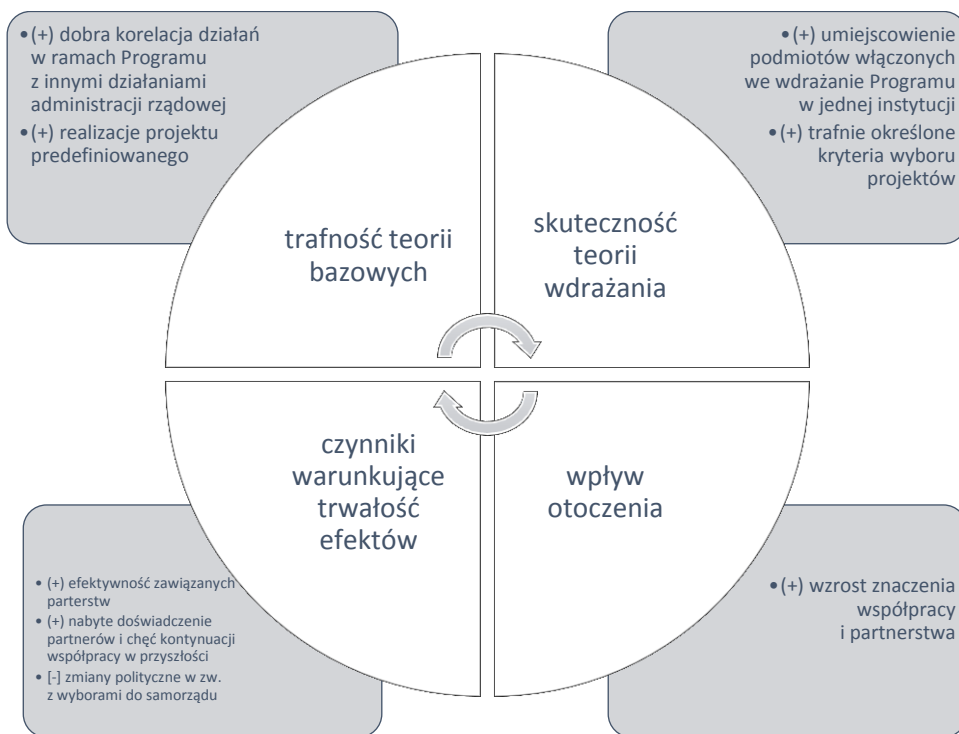 • (+) dobra korelacja działań
w ramach Programu
z innymi działaniami
administracji rządowej
• (+) realizacje projektu
predefiniowanego
• (+) umiejscowienie
podmiotów włączonych
we wdrażanie Programu
w jednej instytucji
• (+) trafnie określone
kryteria wyboru
projektów
trafność teorii
bazowych
skuteczność
teorii
wdrażania
czynniki
warunkujące
trwałość
efektów
wpływ
otoczenia
• (+) efektywność zawiązanych
parterstw
• (+) nabyte doświadczenie
partnerów i chęć kontynuacji
współpracy w przyszłości
• [-] zmiany polityczne w zw.
z wyborami do samorządu
• (+) wzrost znaczenia
współpracy
i partnerstwa